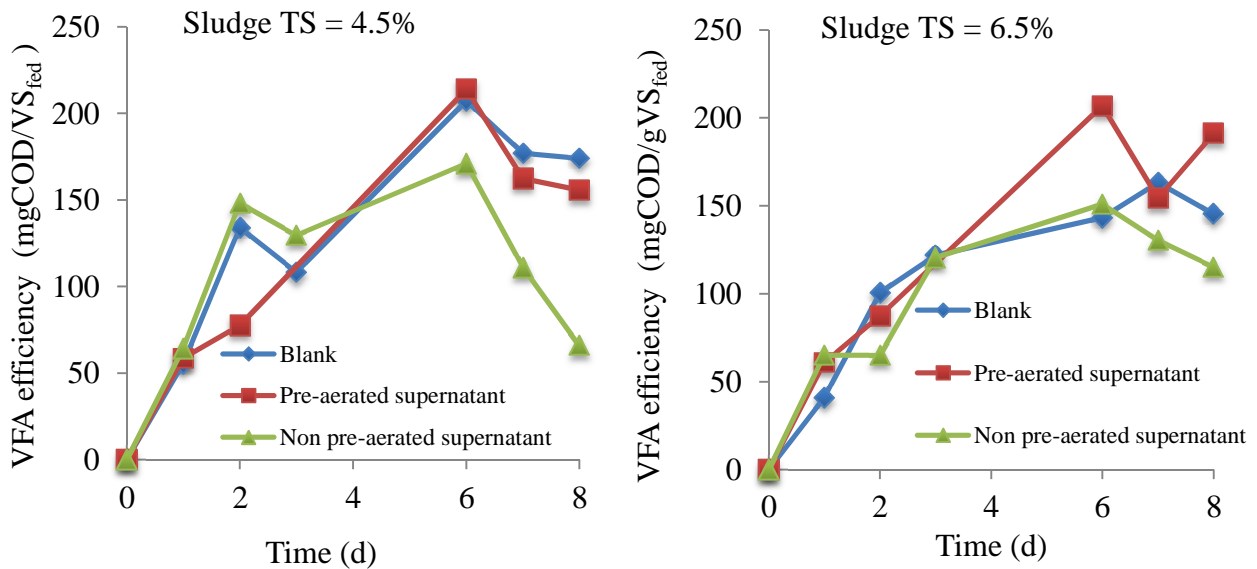 Sludge TS = 4.5%
VFA efficiency (mgCOD/VSfed)
250
200
150
100
50
0
0 2 4 6 8
Time (d)
Blank
Pre-aerated supernatant
Non pre-aerated supernatant
Sludge TS = 6.5%
VFA efficiency (mgCOD/gVSfed)
250
200
150
100
50
0
0 2 4 6 8
Time (d)
Blank
Pre-aerated supernatant
Non pre-aerated supernatant